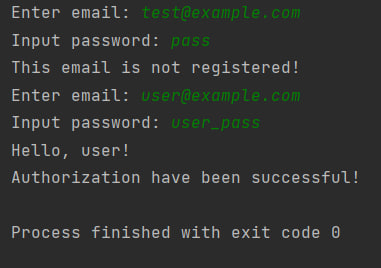 Enter email: test@example.com
Input password: pass
This email is not registered!
Enter email: user@example.com
Input password: user_pass
Hello, user!
Authorization have been successful!
Process finished with exit code 0